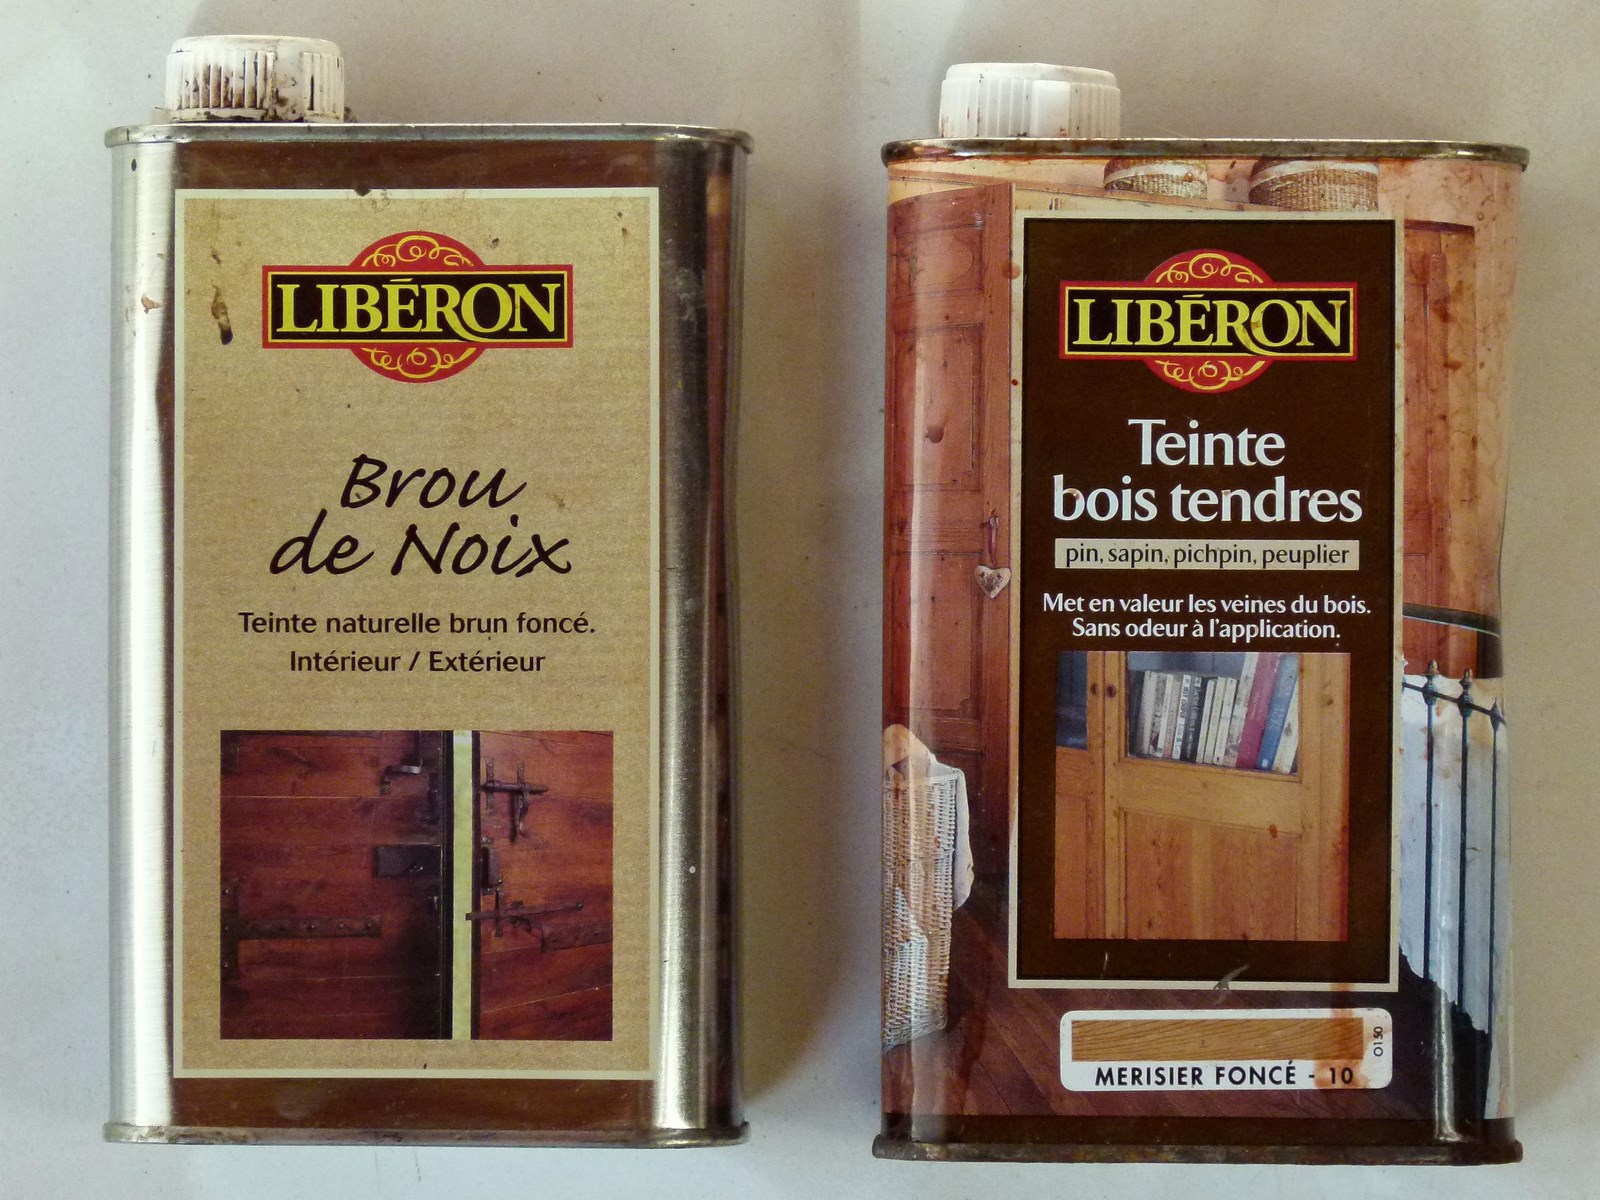 LIBÉRON
Brou
de Noix
Teinte naturelle brun foncé.
Intérieur / Extérieur
LIBÉRON
Teinte
bois tendres
pin, sapin, pichpin, peuplier
Met en valeur les veines du bois.
Sans odeur à l'application.
O150
MERISIER FONCÉ - 10